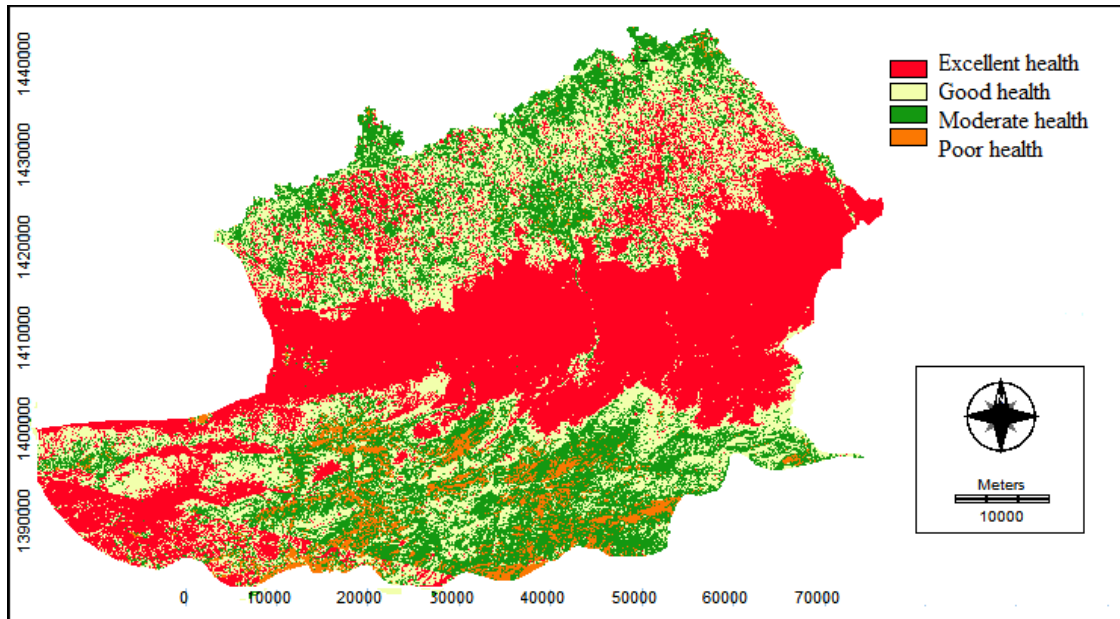 1440000
1430000
1420000
1410000
1400000
1390000
Excellent health
Good health
Moderate health
Poor health
Meters
10000
0 10000 20000 30000 40000 50000 60000 70000